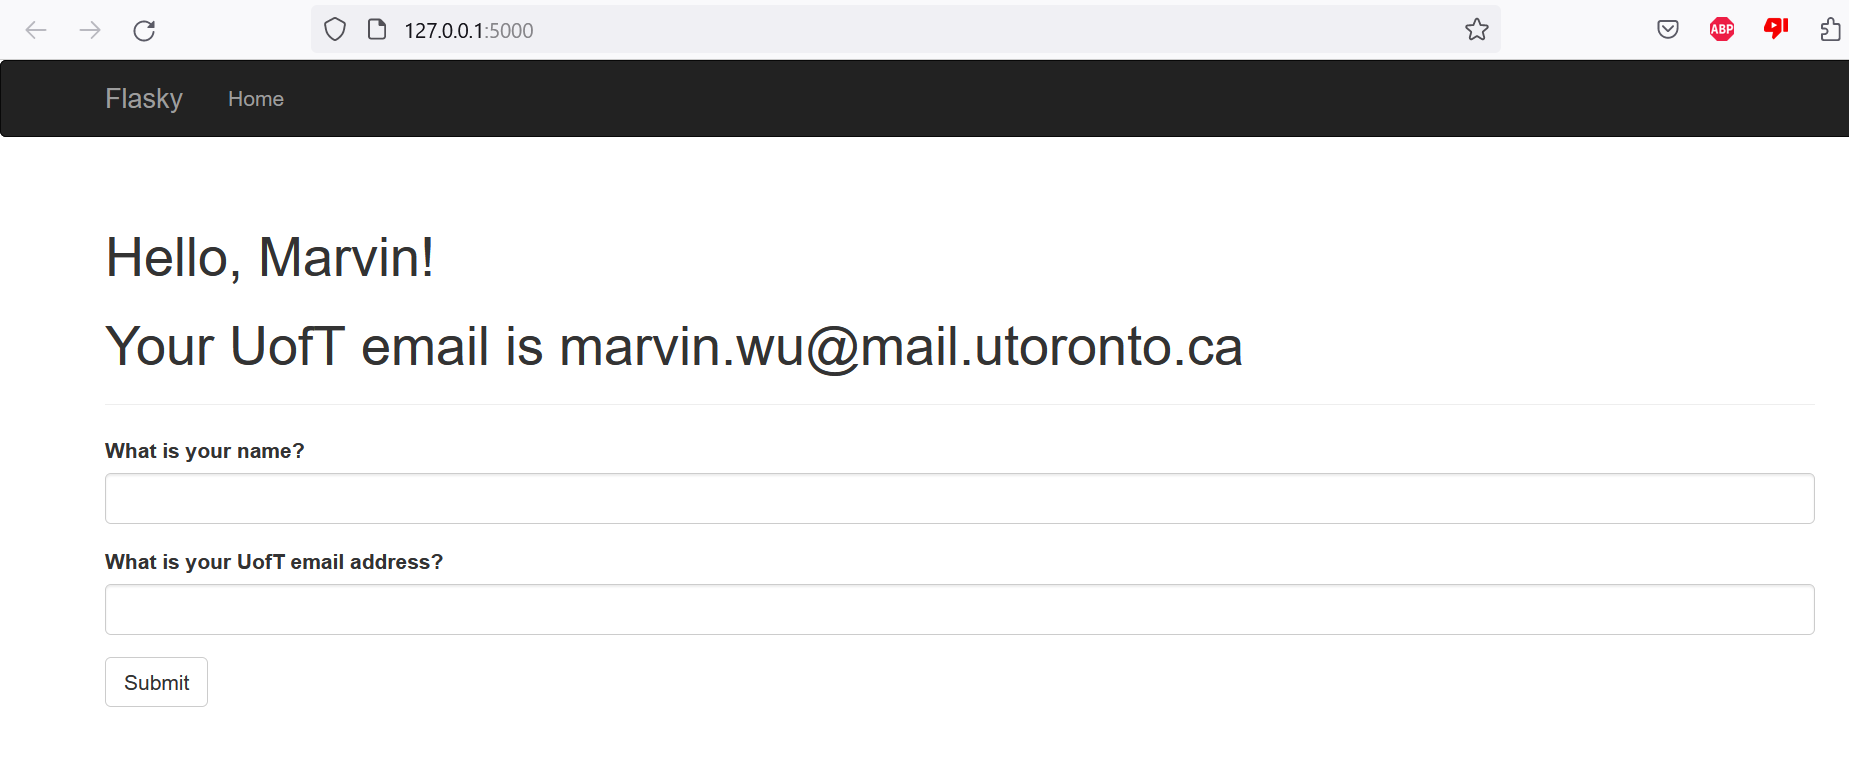 127.0.0.1:5000
ABP
Flasky Home
Hello, Marvin!
Your UofT email is marvin.wu@mail.utoronto.ca
What is your name?
What is your UofT email address?
Submit